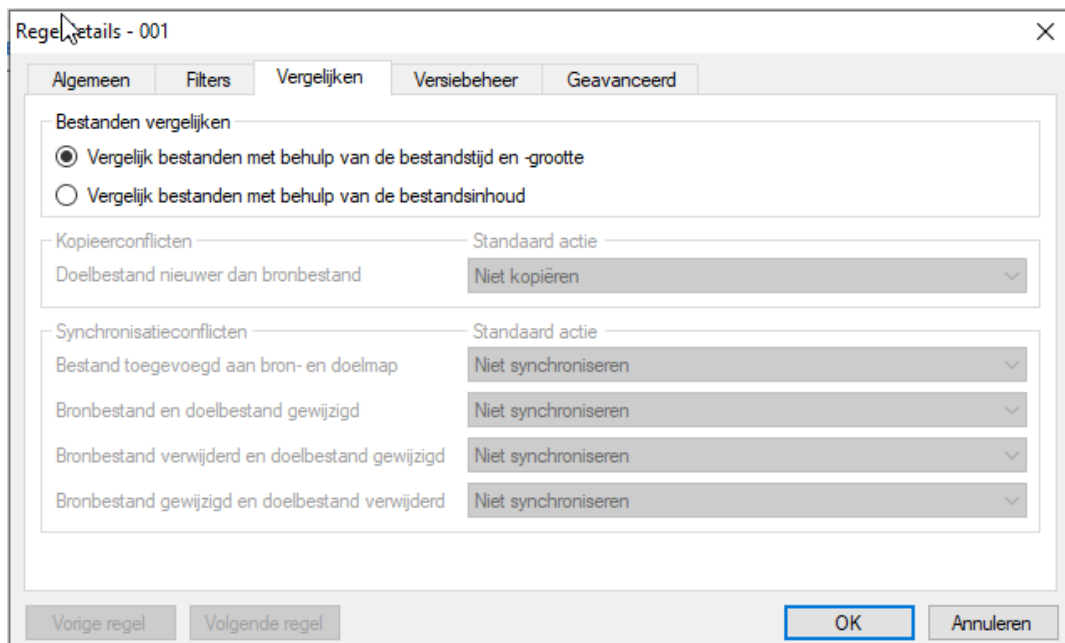 Regeldetails - 001
Algemeen Filters Vergelijken Versiebeheer Geavanceerd
Bestanden vergelijken
Vergelijk bestanden met behulp van de bestandstijd en -grootte
Vergelijk bestanden met behulp van de bestandsinhoud
Kopieerconflicten Standaard actie
Doelbestand nieuwer dan bronbestand Niet kopiëren
Synchronisatieconflicten Standaard actie
Bestand toegevoegd aan bron- en doelmap Niet synchroniseren
Bronbestand en doelbestand gewijzigd Niet synchroniseren
Bronbestand verwijderd en doelbestand gewijzigd Niet synchroniseren
Bronbestand gewijzigd en doelbestand verwijderd Niet synchroniseren
Vorige regel Volgende regel OK Annuleren